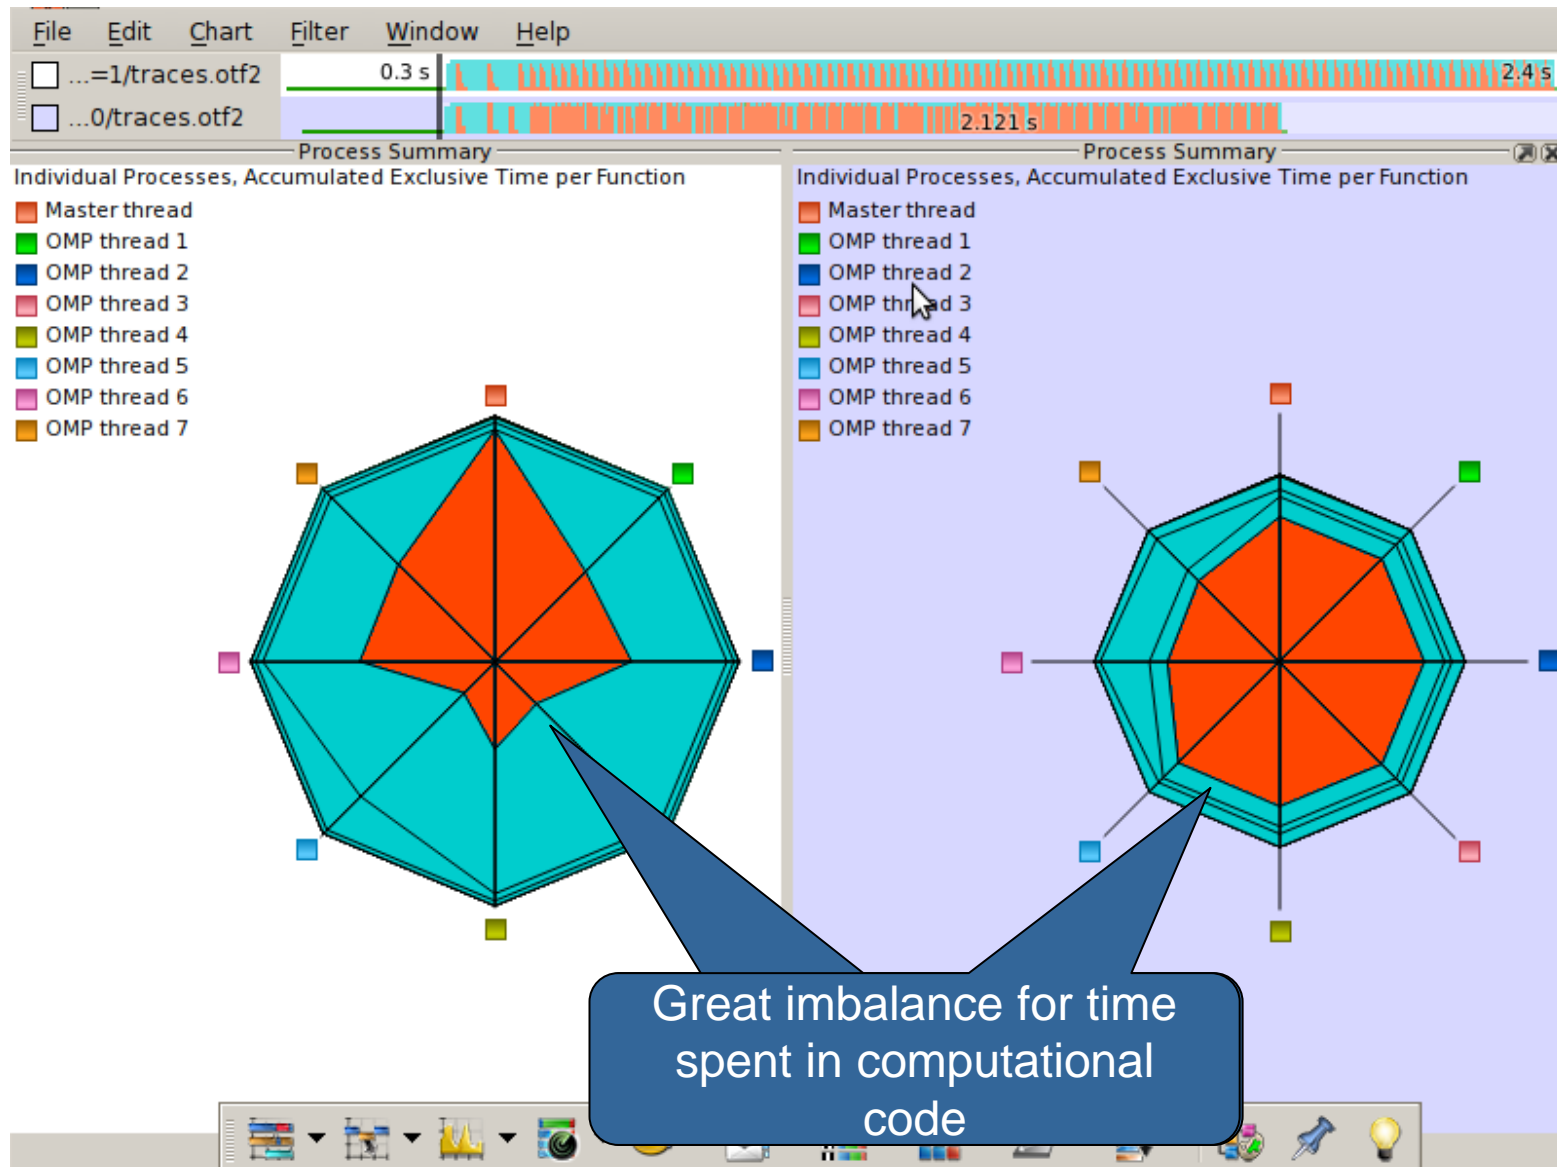 File Edit Chart Filter Window Help
...=1/traces.otf2 0.3 s 2.4 s
...0/traces.otf2 2.121 s
Process Summary Process Summary
Individual Processes, Accumulated Exclusive Time per Function
Master thread
OMP thread 1
OMP thread 2
OMP thread 3
OMP thread 4
OMP thread 5
OMP thread 6
OMP thread 7
Individual Processes, Accumulated Exclusive Time per Function
Master thread
OMP thread 1
OMP thread 2
OMP thread 3
OMP thread 4
OMP thread 5
OMP thread 6
OMP thread 7
Great imbalance for time
spent in computational
code